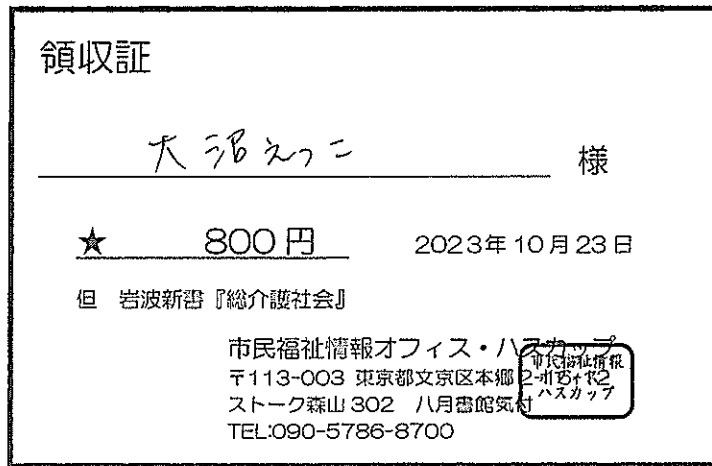 領収証
大沼えつこ 様
★ 800円 2023年10月23日
但 岩波新書『総介護社会』
市民福祉情報オフィス・ハスカップ
〒113-003 東京都文京区本郷
ストーク森山302 八月書館気付
TEL:090-5786-8700
市民福祉情報
ハスカップ